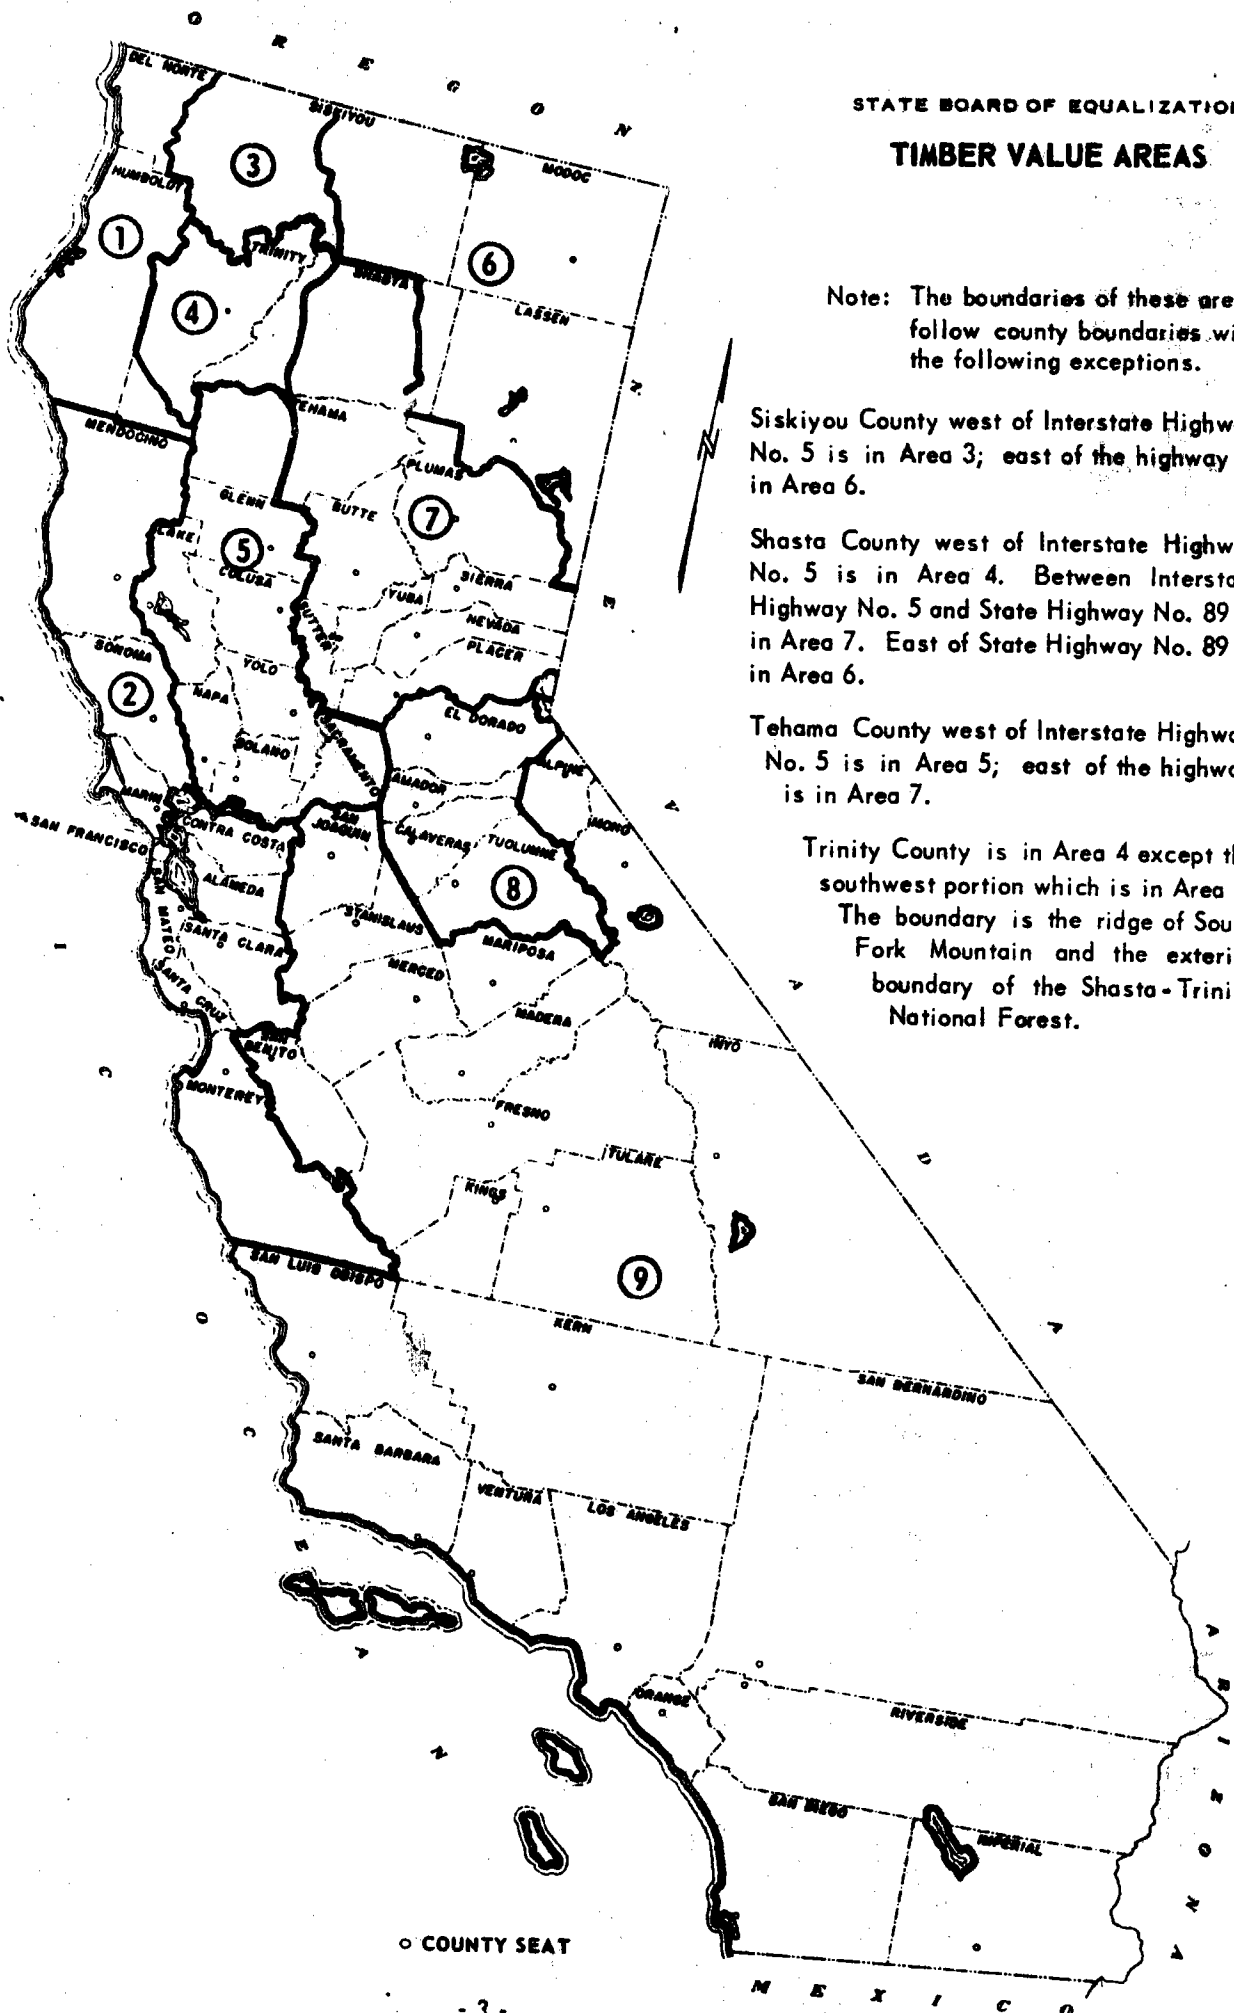 O R E G O N
STATE BOARD OF EQUALIZATIO
TIMBER VALUE AREAS
Note: The boundaries of these are
follow county boundaries wi
the following exceptions.
Siskiyou County west of Interstate Highw
No. 5 is in Area 3; east of the highway
in Area 6.
Shasta County west of Interstate Highw
No. 5 is in Area 4. Between Intersta
Highway No. 5 and State Highway No. 89
in Area 7. East of State Highway No. 89
in Area 6.
Tehama County west of Interstate Highwa
No. 5 is in Area 5; east of the highwa
is in Area 7.
Trinity County is in Area 4 except th
southwest portion which is in Area
The boundary is the ridge of Sou
Fork Mountain and the exteri
boundary of the Shasta-Trini
National Forest.
DEL NORTE
SISKIYOU
MODOC
HUMBOLDT
3
1
TRINITY
6
SHASTA
4
LASSEN
TEHAMA
MENDOCINO
PLUMAS
GLENN
BUTTE
7
LAKE
5
COLUSA
SIERRA
YUBA
SUTTER
NEVADA
PLACER
SONOMA
YOLO
NAPA
2
EL DORADO
SACRAMENTO
SOLANO
ALPINE
AMADOR
MARIN
SAN JOAQUIN
CONTRA COSTA
CALAVERAS
TUOLUMNE
MONO
SAN FRANCISCO
ALAMEDA
8
SAN MATEO
STANISLAUS
SANTA CLARA
MARIPOSA
MERCED
SANTA CRUZ
MADERA
SAN BENITO
INYO
MONTEREY
FRESNO
TULARE
KINGS
9
SAN LUIS OBISPO
KERN
SAN BERNARDINO
SANTA BARBARA
VENTURA
LOS ANGELES
ORANGE
RIVERSIDE
SAN DIEGO
IMPERIAL
N E V A D A
I C O C E A N
A R I Z O N A
M E X I C O
N
COUNTY SEAT
- 3 -